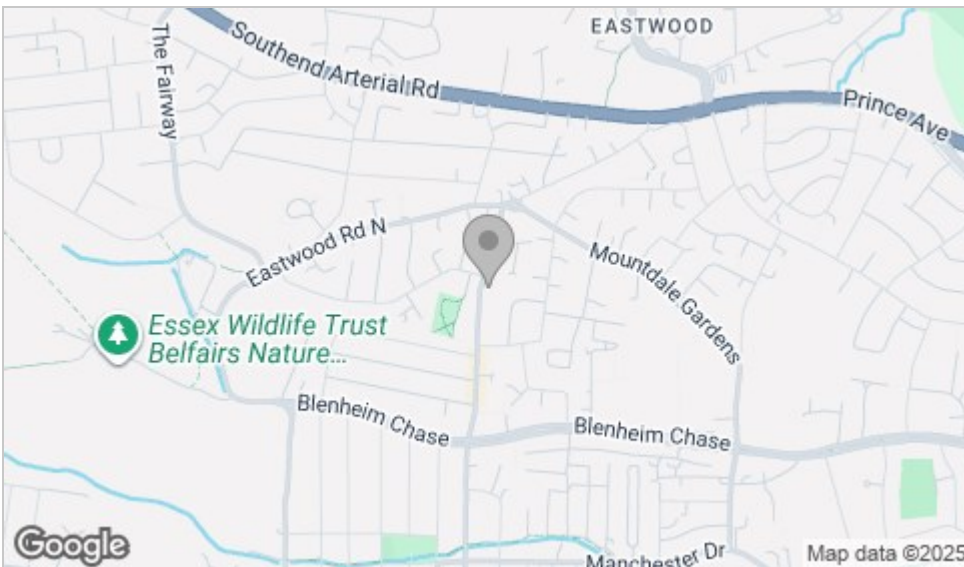 EASTWOOD
Southend Arterial Rd
The Fairway
Prince Ave
Eastwood Rd N
Mountdale Gardens
Essex Wildlife Trust
Belfairs Nature...
Blenheim Chase
Blenheim Chase
Manchester Dr
Google
Map data ©2025